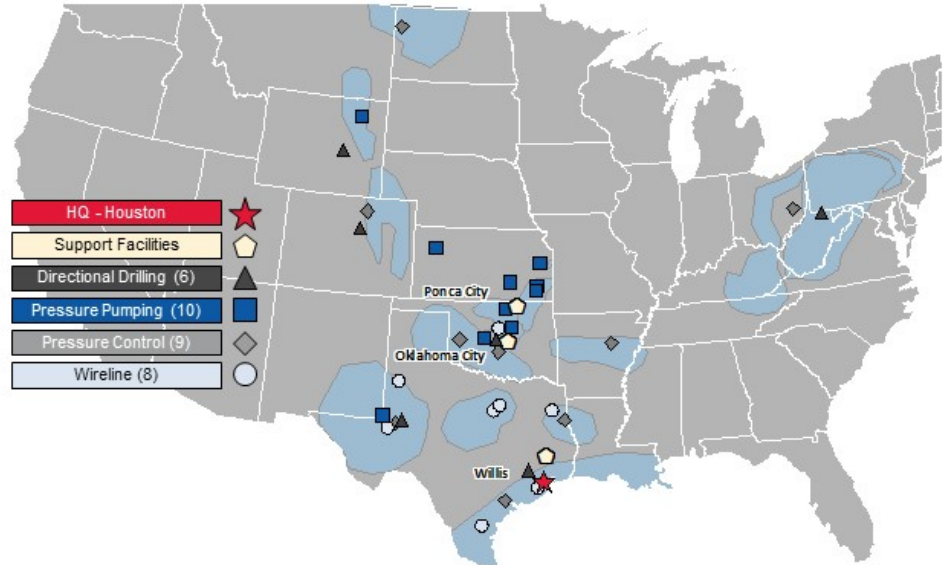 HQ - Houston
Support Facilities
Directional Drilling (6)
Pressure Pumping (10)
Pressure Control (9)
Wireline (8)
Ponca City
Oklahoma City
Willis